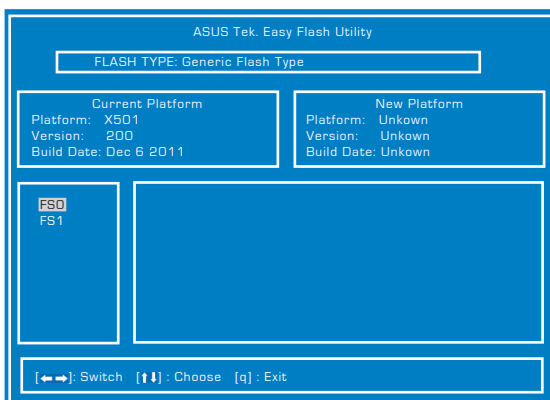 ASUS Tek. Easy Flash Utility
FLASH TYPE: Generic Flash Type
Current Platform
Platform: X501
Version: 200
Build Date: Dec 6 2011
New Platform
Platform: Unkown
Version: Unkown
Build Date: Unkown
FS0
FS1
[←→]: Switch [↑↓] : Choose [q] : Exit